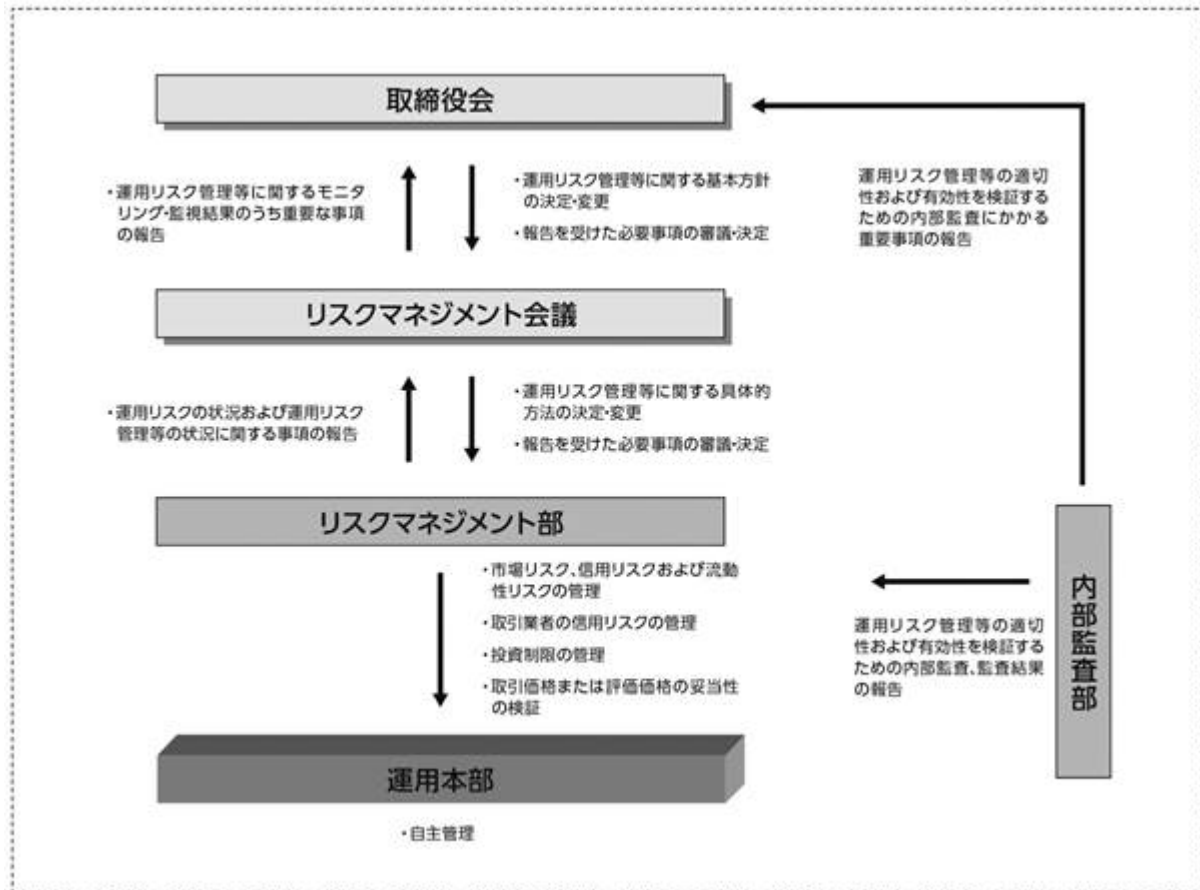 取締役会
・運用リスク管理等に関するモニタ
リング・監視結果のうち重要な事項
の報告
・運用リスク管理等に関する基本方針
の決定・変更
・報告を受けた必要事項の審議・決定
運用リスク管理等の適切
性および有効性を検証する
ための内部監査にかかる
重要事項の報告
リスクマネジメント会議
・運用リスクの状況および運用リスク
管理等の状況に関する事項の報告
・運用リスク管理等に関する具体的
方法の決定・変更
・報告を受けた必要事項の審議・決定
リスクマネジメント部
・市場リスク、信用リスクおよび流動
性リスクの管理
・取引業者の信用リスクの管理
・投資制限の管理
・取引価格または評価価格の妥当性
の検証
運用リスク管理等の適切
性および有効性を検証する
ための内部監査、監査結果
の報告
内部監査部
運用本部
・自主管理